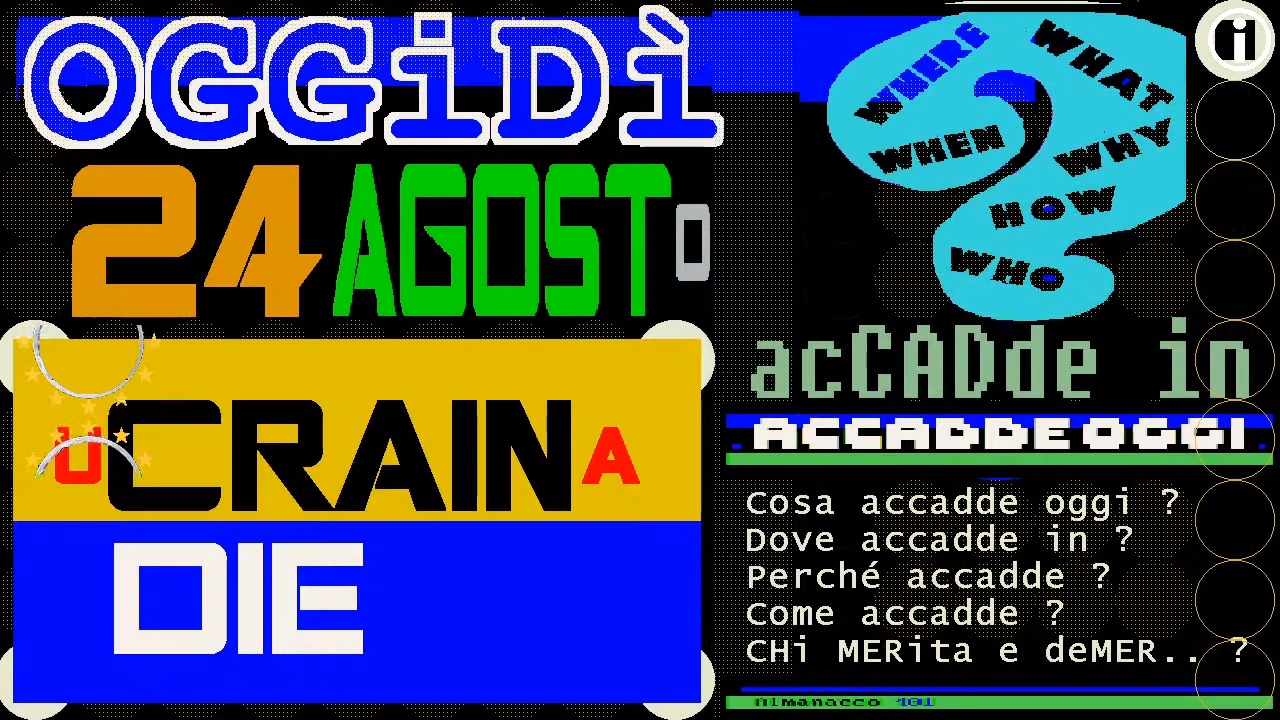 OGGiDÌ
24 AGOSTO
UCRAINA
DIE
WHERE
WHAT
WHEN
WHY
HOW
WHO
i
acCADde in
.ACCADDEOGGI.
Cosa accadde oggi ?
Dove accadde in ?
Perché accadde ?
Come accadde ?
CHi MERita e deMER.. ?
Almanacco 101